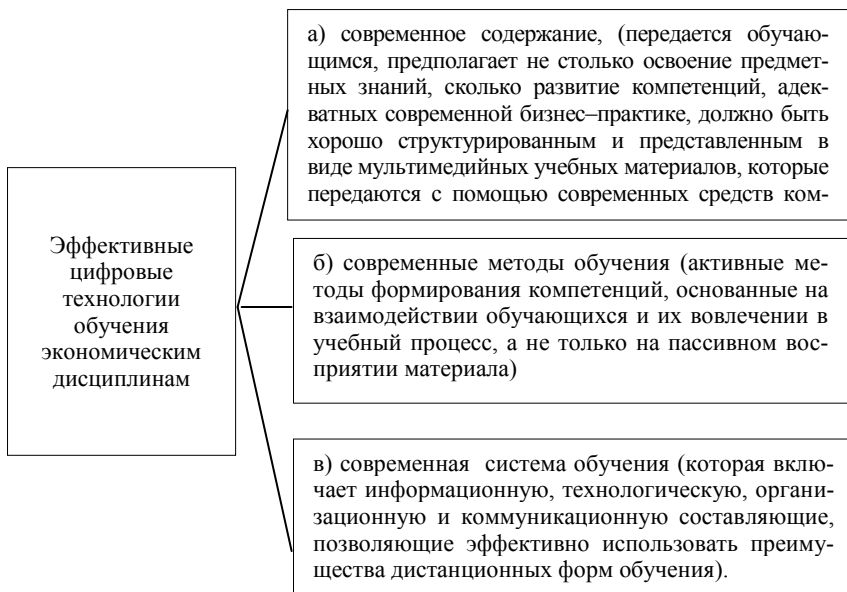 Эффективные
цифровые
технологии
обучения
экономическим
дисциплинам
а) современное содержание, (передается обучаю-
щимся, предполагает не столько освоение предмет-
ных знаний, сколько развитие компетенций, адек-
ватных современной бизнес–практике, должно быть
хорошо структурированным и представленным в
виде мультимедийных учебных материалов, которые
передаются с помощью современных средств ком-
б) современные методы обучения (активные ме-
тоды формирования компетенций, основанные на
взаимодействии обучающихся и их вовлечении в
учебный процесс, а не только на пассивном вос-
приятии материала)
в) современная  система обучения (которая вклю-
чает информационную, технологическую, органи-
зационную и коммуникационную составляющие,
позволяющие эффективно использовать преиму-
щества дистанционных форм обучения).